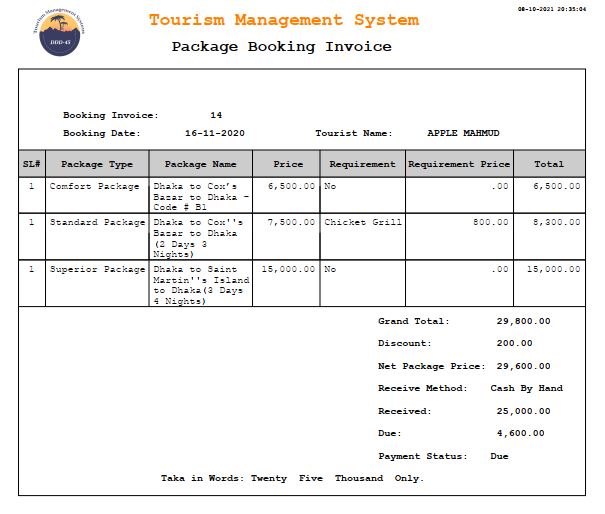 Tourism Management System
DDD-45
Tourism Management System
08-10-2021 20:35:04
Package Booking Invoice
Booking Invoice: 14
Booking Date: 16-11-2020 Tourist Name: APPLE MAHMUD
SL# Package Type Package Name Price Requirement Requirement Price Total
1 Comfort Package Dhaka to Cox's 6,500.00 No .00 6,500.00
Bazar to Dhaka -
Code # B1
1 Standard Package Dhaka to Cox''s 7,500.00 Chicket Grill 800.00 8,300.00
Bazar to Dhaka
(2 Days 3
Nights)
1 Superior Package Dhaka to Saint 15,000.00 No .00 15,000.00
Martin''s Island
to Dhaka(3 Days
4 Nights)
Grand Total: 29,800.00
Discount: 200.00
Net Package Price: 29,600.00
Receive Method: Cash By Hand
Received: 25,000.00
Due: 4,600.00
Payment Status: Due
Taka in Words: Twenty Five Thousand Only.